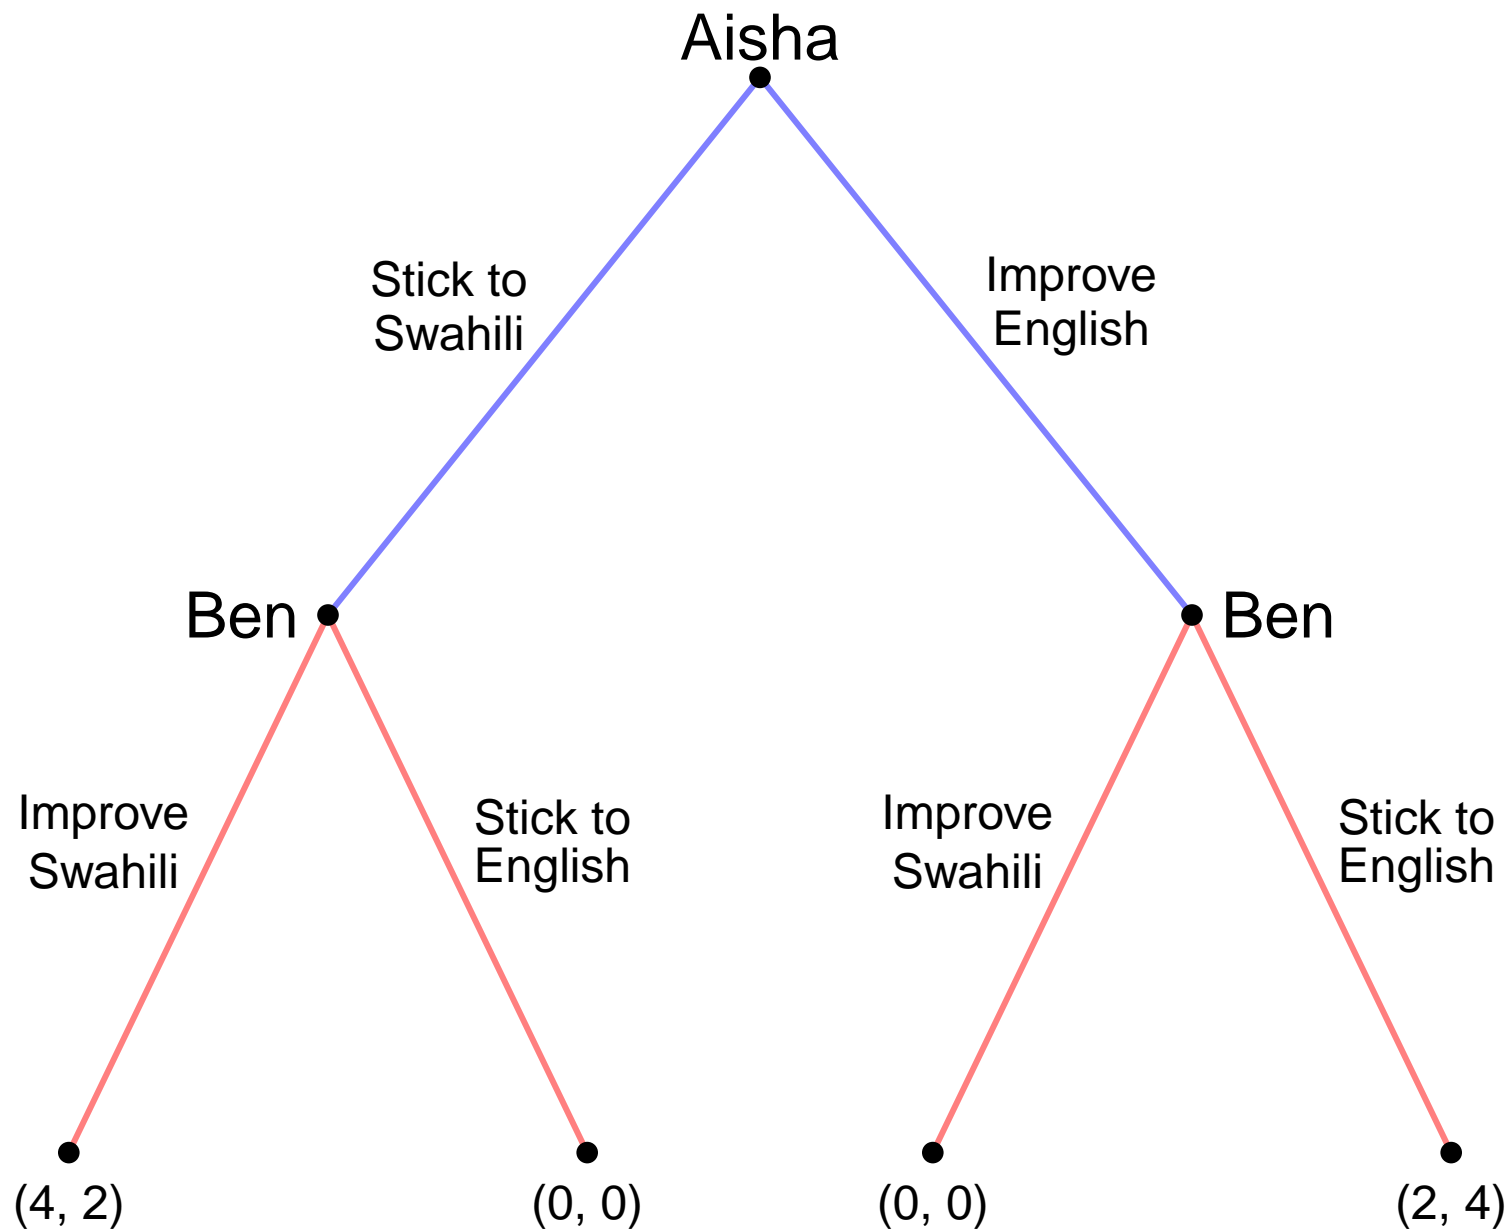 Aisha
Stick to
Swahili
Improve
English
Ben
Ben
Improve
Swahili
Stick to
English
Improve
Swahili
Stick to
English
(4, 2)
(0, 0)
(0, 0)
(2, 4)